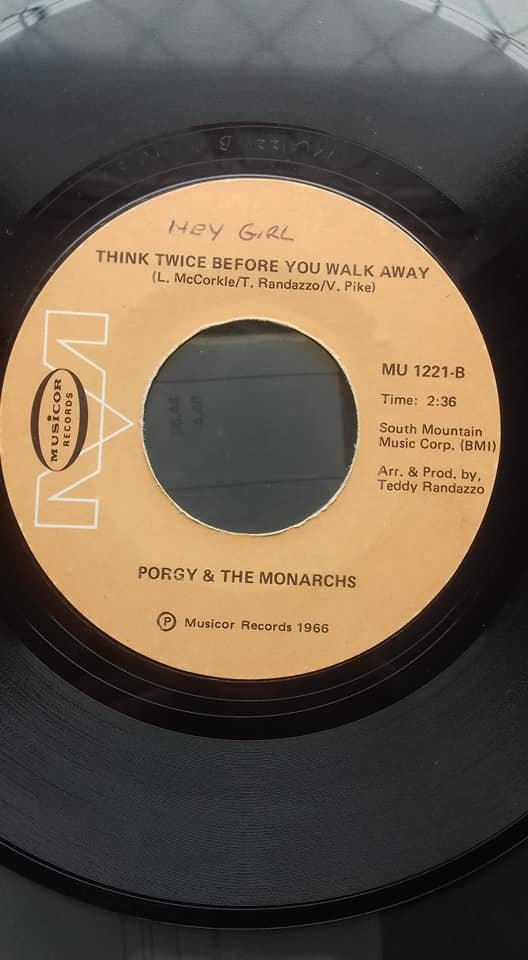 HEY GIRL
THINK TWICE BEFORE YOU WALK AWAY
(L. McCorkle/T. Randazzo/V. Pike)
MUSICOR
RECORDS
MU 1221-B
Time: 2:36
South Mountain
Music Corp. (BMI)
Arr. & Prod. by,
Teddy Randazzo
PORGY & THE MONARCHS
Ⓟ Musicor Records 1966